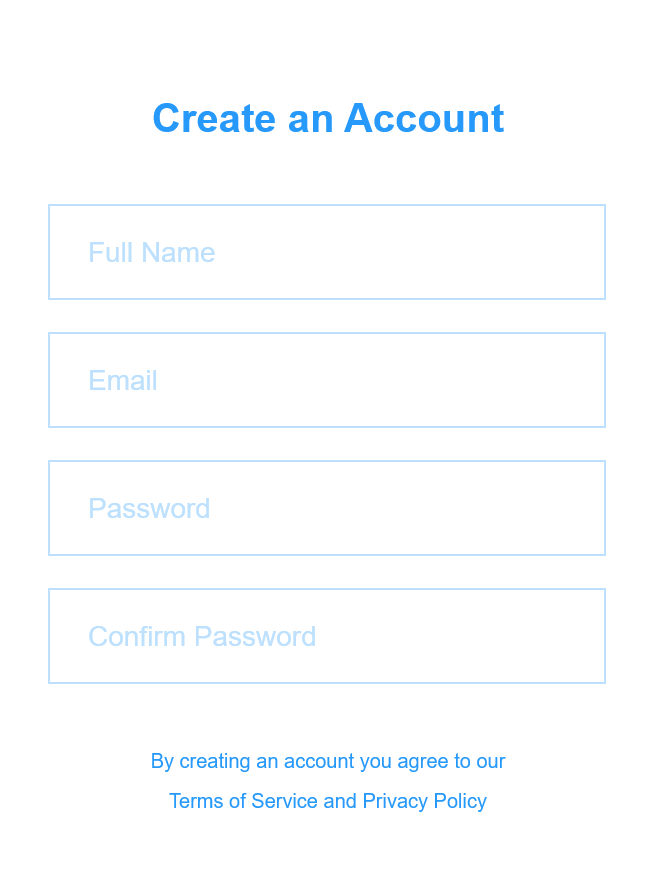 Create an Account
Full Name
Email
Password
Confirm Password
By creating an account you agree to our
Terms of Service and Privacy Policy